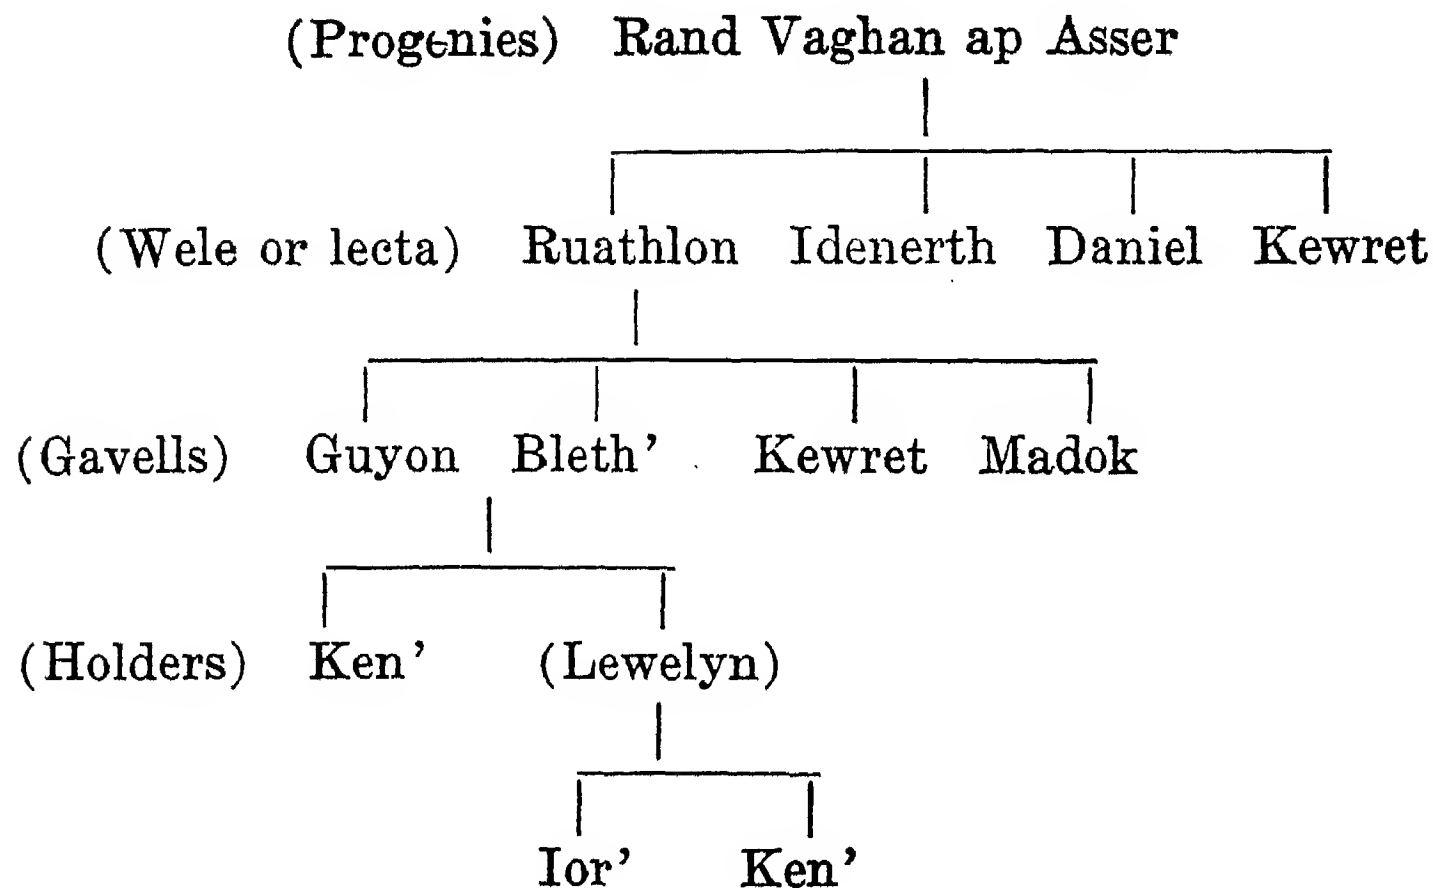 (Progenies) Rand Vaghan ap Asser
(Wele or lecta) Ruathlon Idenerth Daniel Kewret
(Gavells) Guyon Bleth’ Kewret Madok
(Holders) Ken’ (Lewelyn)
Ior’ Ken’